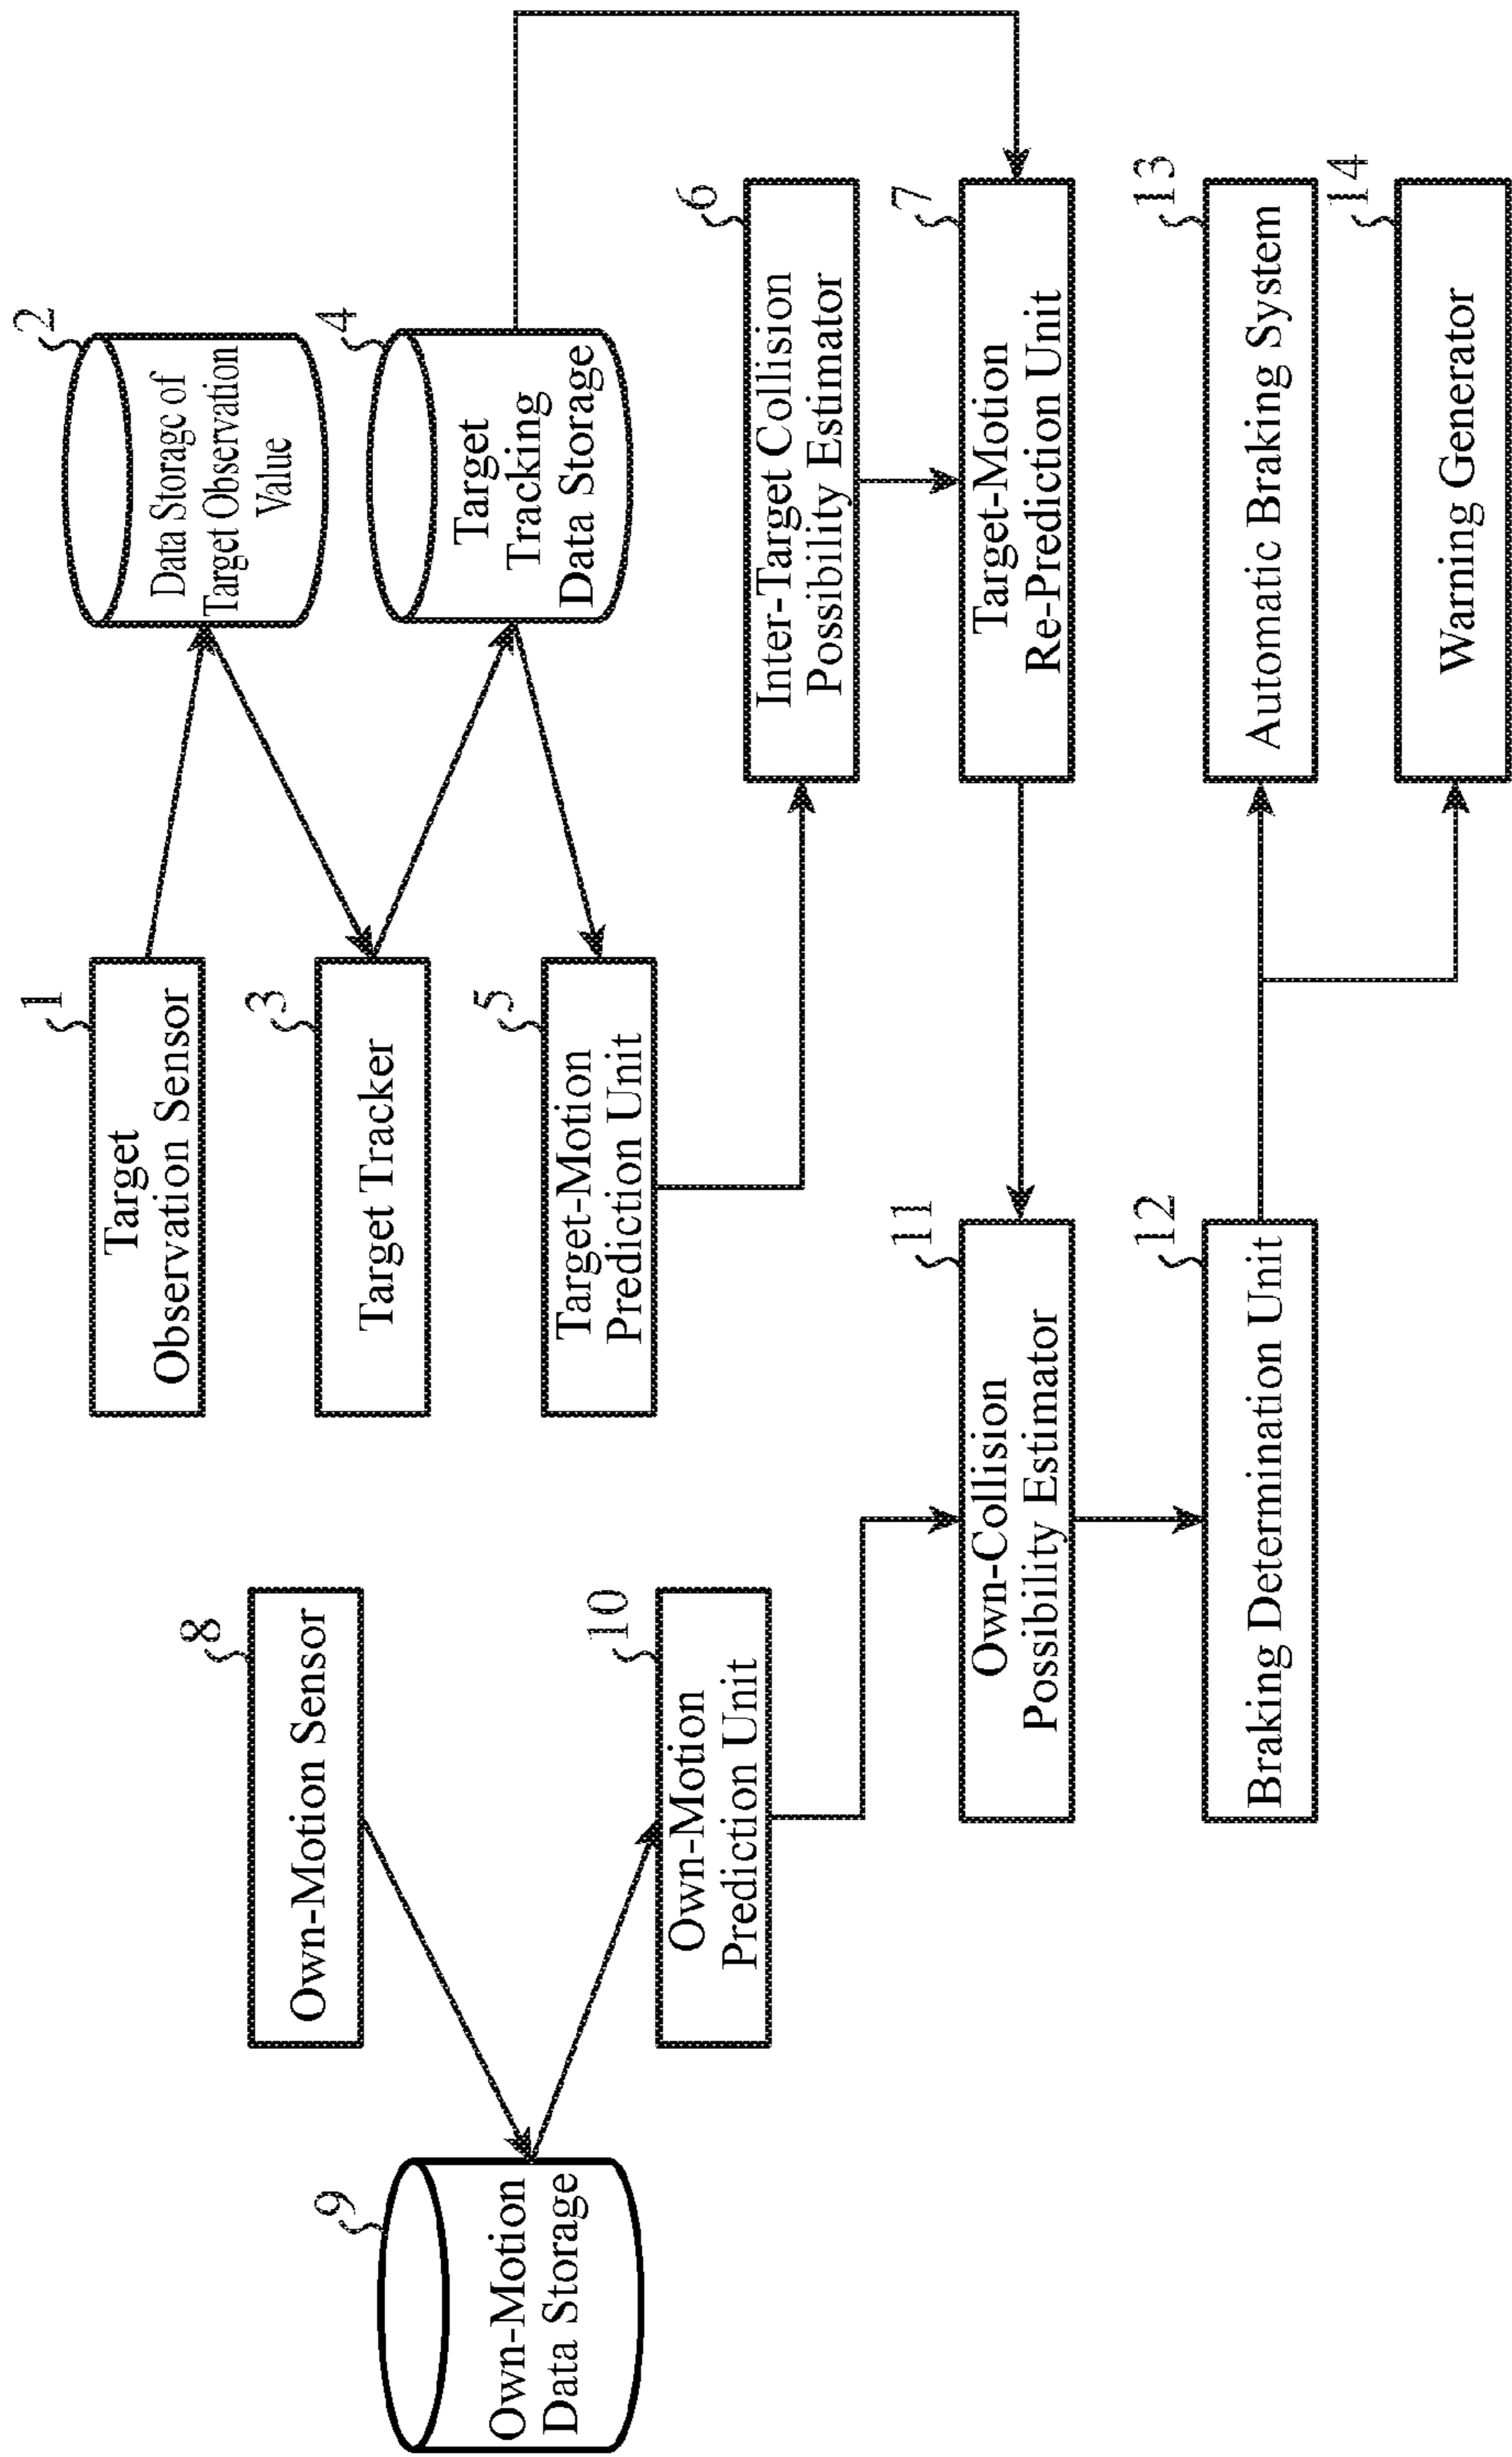 1
Target
Observation Sensor
2
Data Storage of
Target Observation
Value
3
Target Tracker
4
Target
Tracking
Data Storage
5
Target-Motion
Prediction Unit
6
Inter-Target Collision
Possibility Estimator
7
Target-Motion
Re-Prediction Unit
8
Own-Motion Sensor
9
Own-Motion
Data Storage
10
Own-Motion
Prediction Unit
11
Own-Collision
Possibility Estimator
12
Braking Determination Unit
13
Automatic Braking System
14
Warning Generator